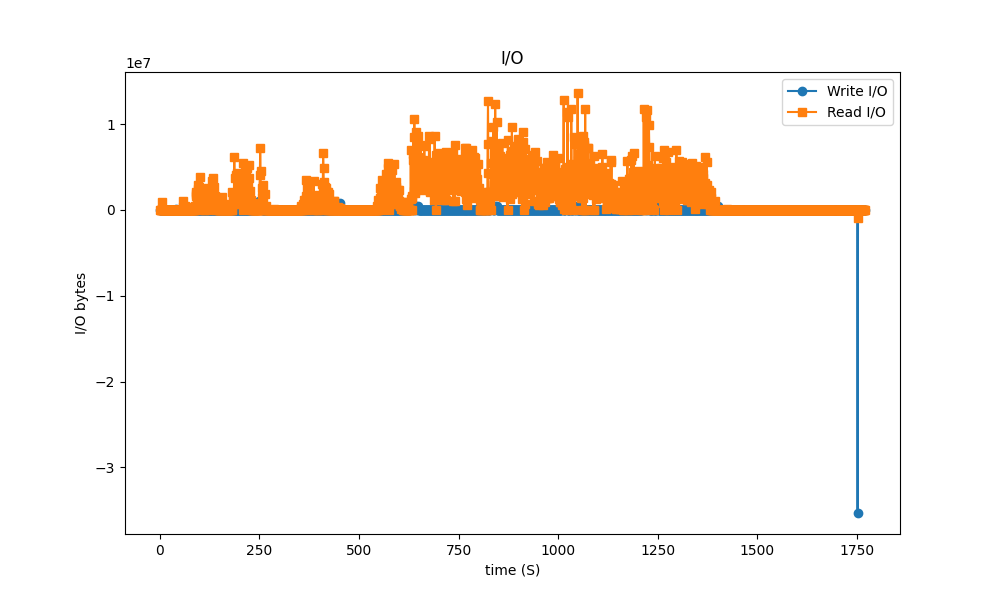 I/O
1e7
Write I/O
Read I/O
1
0
−1
−2
−3
I/O bytes
0
250
500
750
1000
1250
1500
1750
time (S)